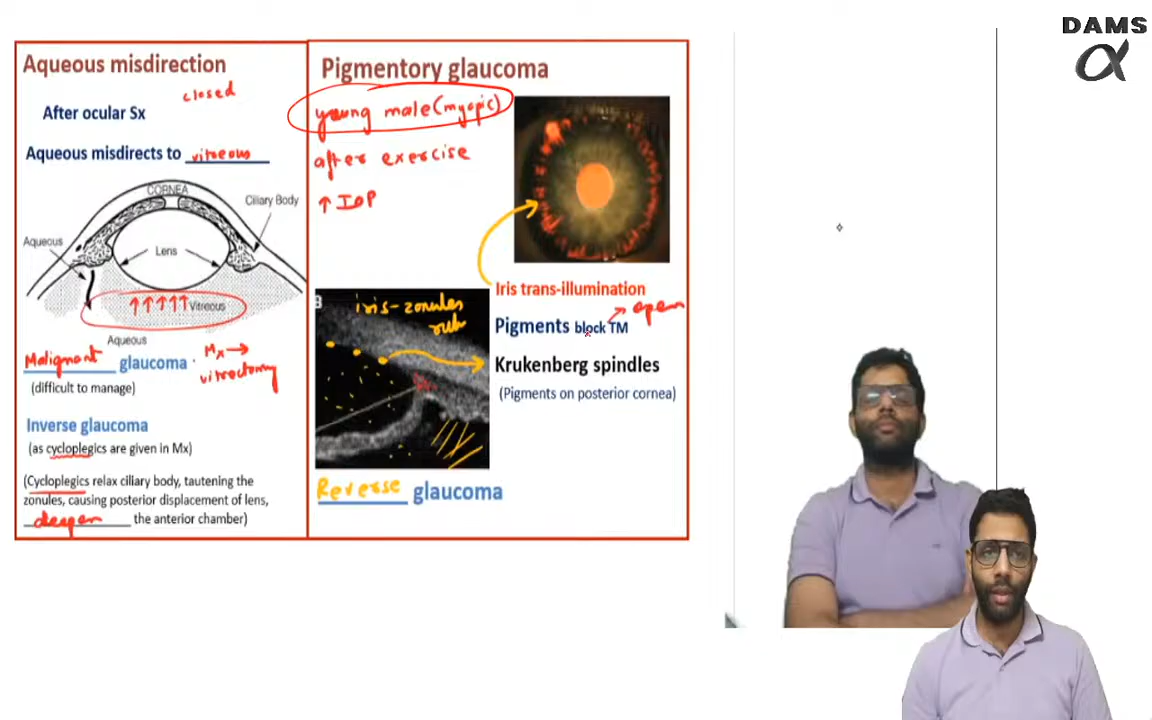 DAMS
α
Aqueous misdirection
closed
After ocular Sx
Aqueous misdirects to vitreous
CORNEA
Ciliary Body
Aqueous
Lens
↑↑↑↑↑ Vitreous
Aqueous
Malignant glaucoma · Mx →
vitrectomy
(difficult to manage)
Inverse glaucoma
(as cycloplegics are given in Mx)
(Cycloplegics relax ciliary body, tautening the
zonules, causing posterior displacement of lens,
deepen the anterior chamber)
Pigmentory glaucoma
young male (myopic)
after exercise
↑ IOP
Iris trans-illumination
open
Pigments block TM
Krukenberg spindles
(Pigments on posterior cornea)
iris-zonules
rub
Reverse glaucoma